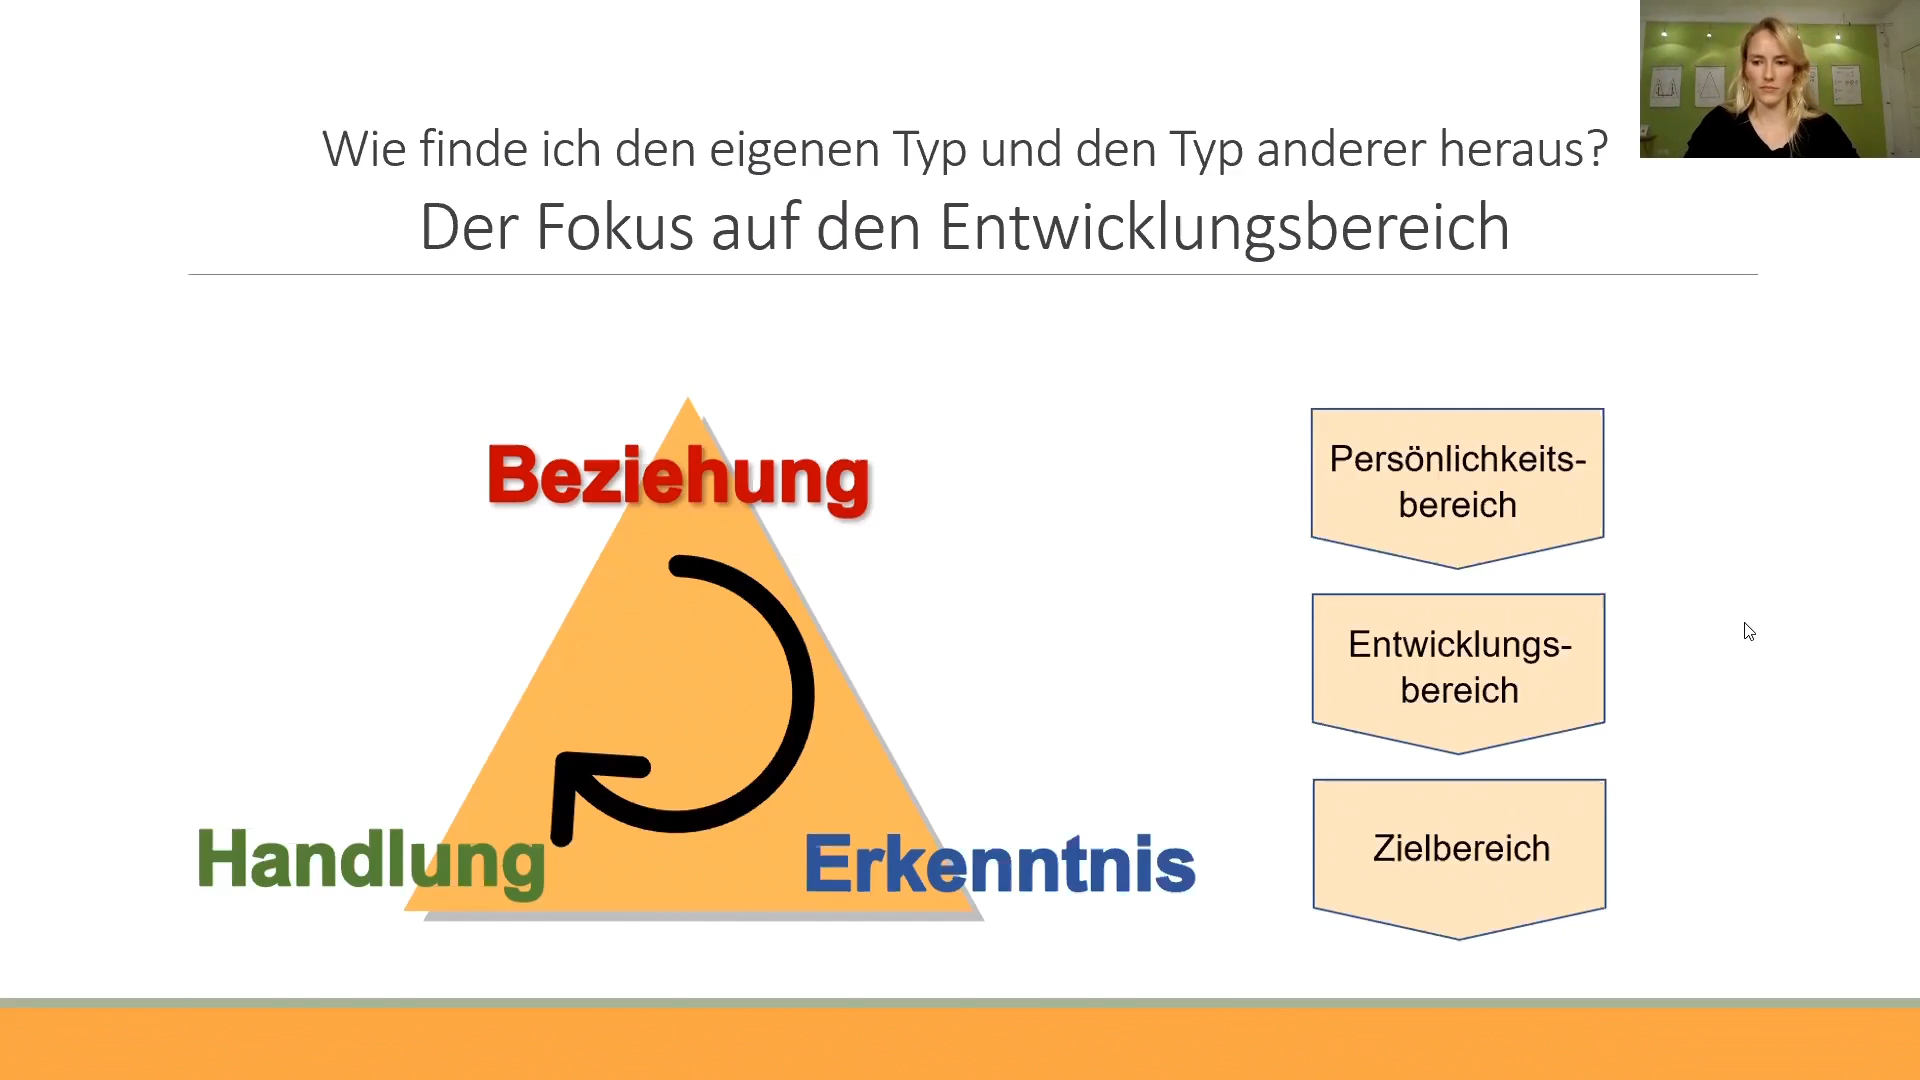 Wie finde ich den eigenen Typ und den Typ anderer heraus?
Der Fokus auf den Entwicklungsbereich
Beziehung
Handlung
Erkenntnis
Persönlichkeits-
bereich
Entwicklungs-
bereich
Zielbereich